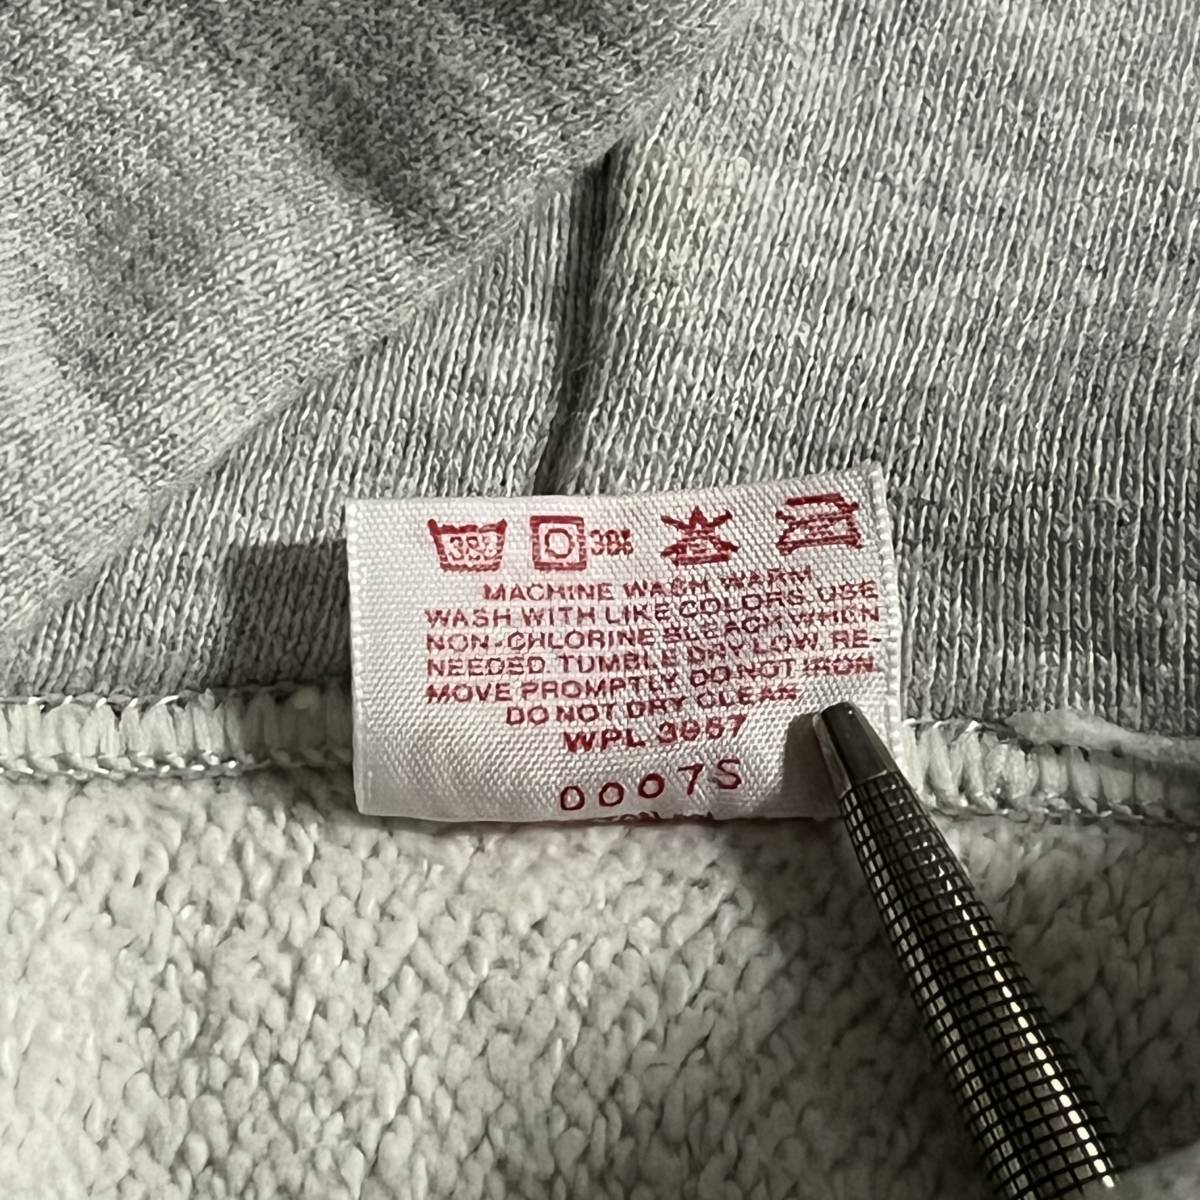 MACHINE WASH WARM
WASH WITH LIKE COLORS. USE
NON-CHLORINE BLEACH WHEN
NEEDED. TUMBLE DRY LOW. RE-
MOVE PROMPTLY DO NOT IRON.
DO NOT DRY CLEAN
WPL 3967
0007S